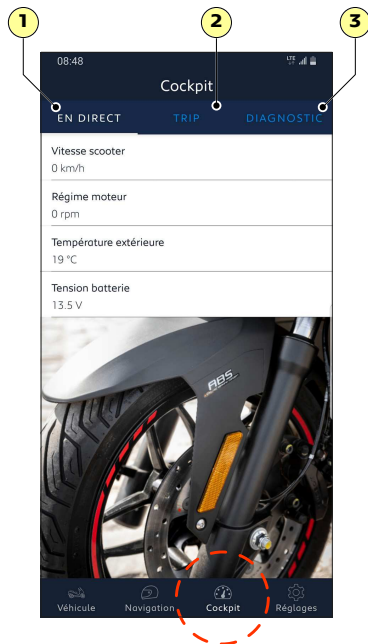 1
2
3
08:48
LTE
Cockpit
EN DIRECT TRIP DIAGNOSTIC
Vitesse scooter
0 km/h
Régime moteur
0 rpm
Température extérieure
19 °C
Tension batterie
13.5 V
ABS
Véhicule Navigation Cockpit Réglages